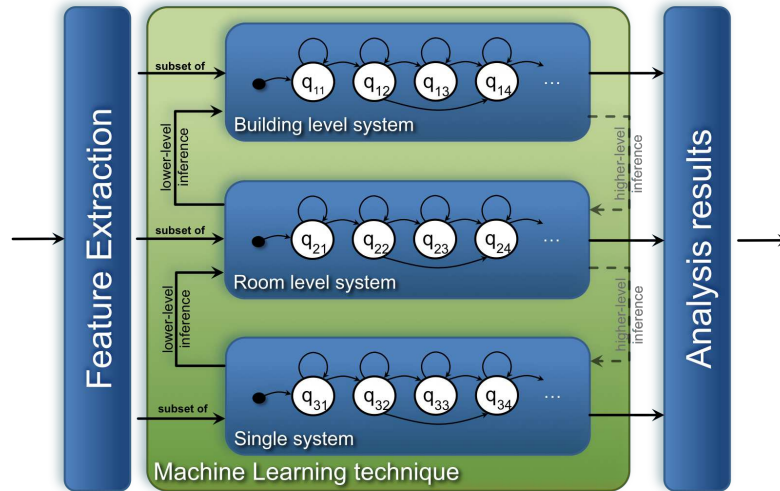 Feature Extraction
subset of
q11 q12 q13 q14 ...
Building level system
lower-level
inference
higher-level
inference
subset of
q21 q22 q23 q24 ...
Room level system
lower-level
inference
higher-level
inference
subset of
q31 q32 q33 q34 ...
Single system
Machine Learning technique
Analysis results